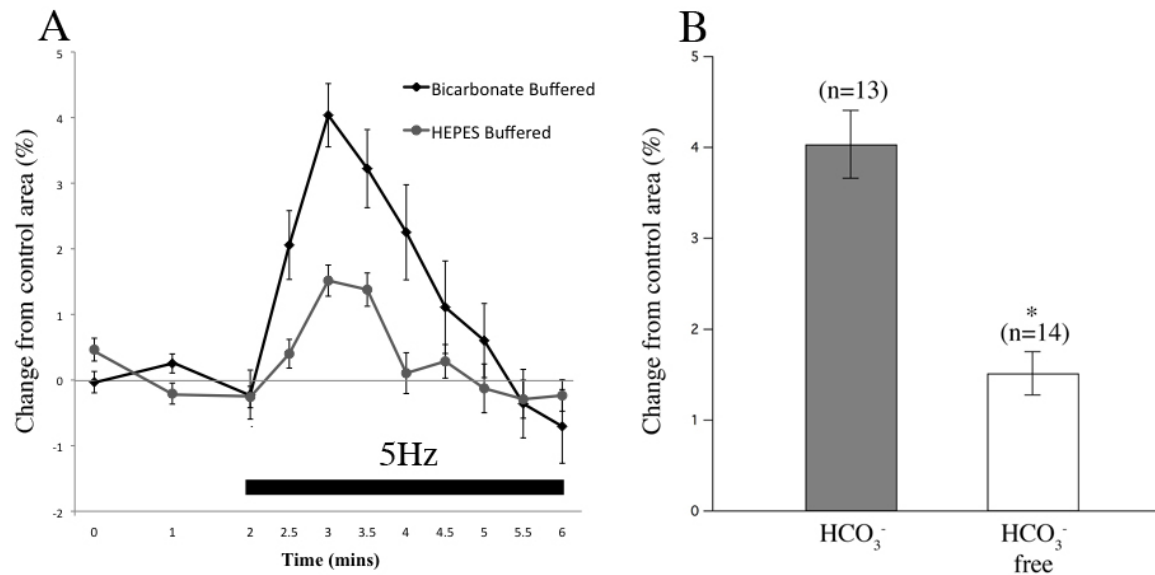 A
Change from control area (%)
5
4
3
2
1
0
-1
-2
Bicarbonate Buffered
HEPES Buffered
5Hz
0 1 2 2.5 3 3.5 4 4.5 5 5.5 6
Time (mins)
B
Change from control area (%)
5
4
3
2
1
0
(n=13)
*
(n=14)
HCO₃⁻
HCO₃⁻
free